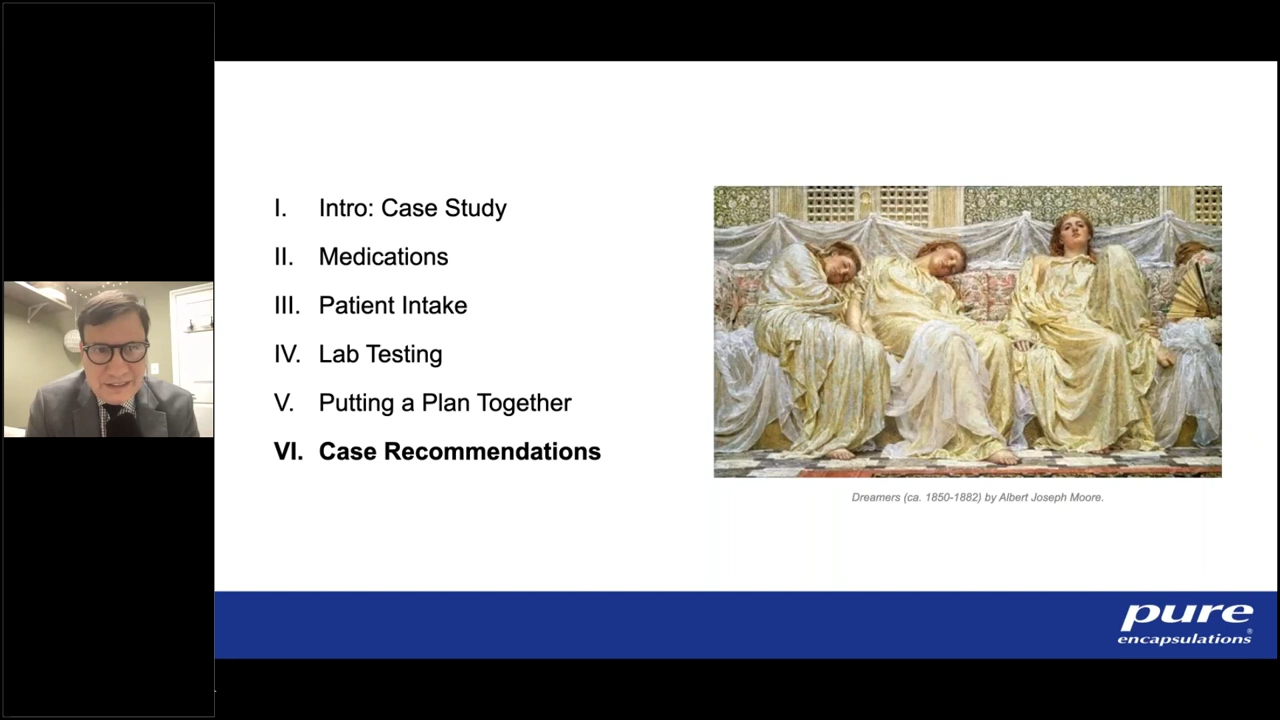 I. Intro: Case Study
II. Medications
III. Patient Intake
IV. Lab Testing
V. Putting a Plan Together
VI. Case Recommendations
Dreamers (ca. 1850-1882) by Albert Joseph Moore.
pure
encapsulations®